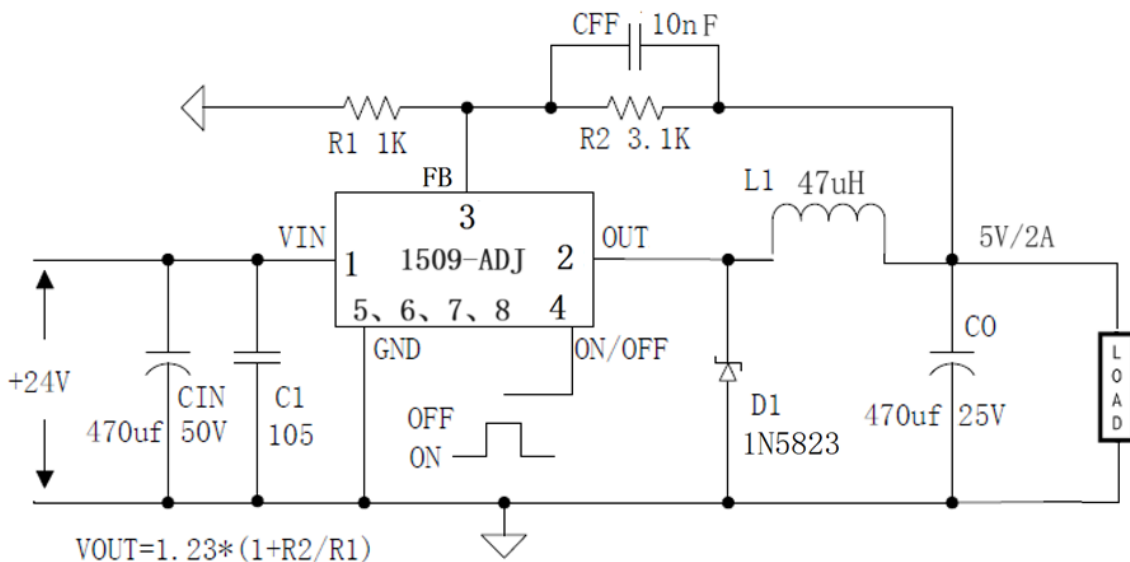 CFF 10nF
R1 1K
R2 3.1K
FB
L1 47uH
3
VIN
OUT
5V/2A
1 1509-ADJ 2
5、6、7、8 4
GND
ON/OFF
CO
+24V
CIN
C1
470uf 50V
105
OFF
ON
D1
1N5823
470uf 25V
LOAD
VOUT=1.23*(1+R2/R1)